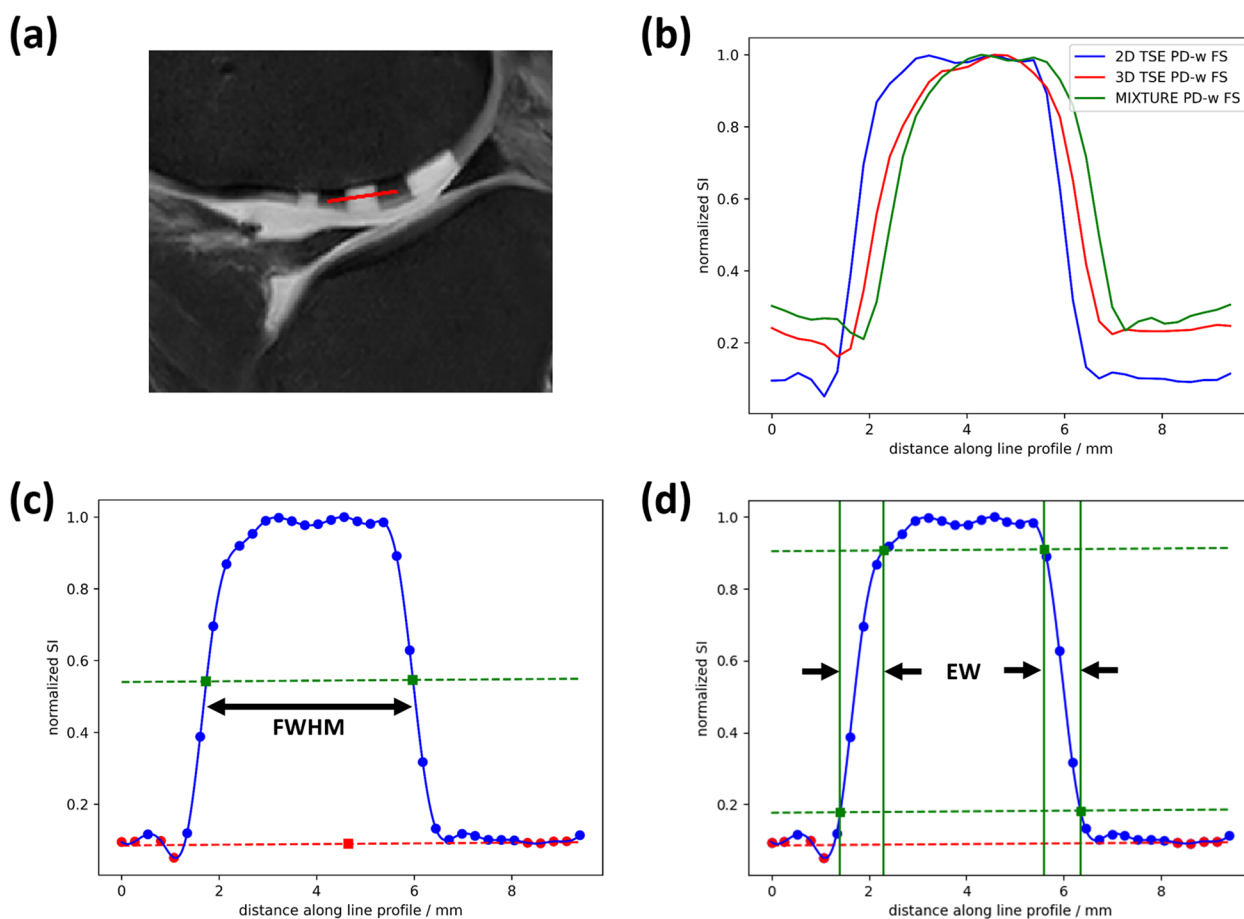 (a)
(b)
1.0
0.8
0.6
0.4
0.2
normalized SI
2D TSE PD-w FS
3D TSE PD-w FS
MIXTURE PD-w FS
0
2
4
6
8
distance along line profile / mm
(c)
1.0
0.8
0.6
0.4
0.2
normalized SI
FWHM
0
2
4
6
8
distance along line profile / mm
(d)
1.0
0.8
0.6
0.4
0.2
normalized SI
EW
0
2
4
6
8
distance along line profile / mm